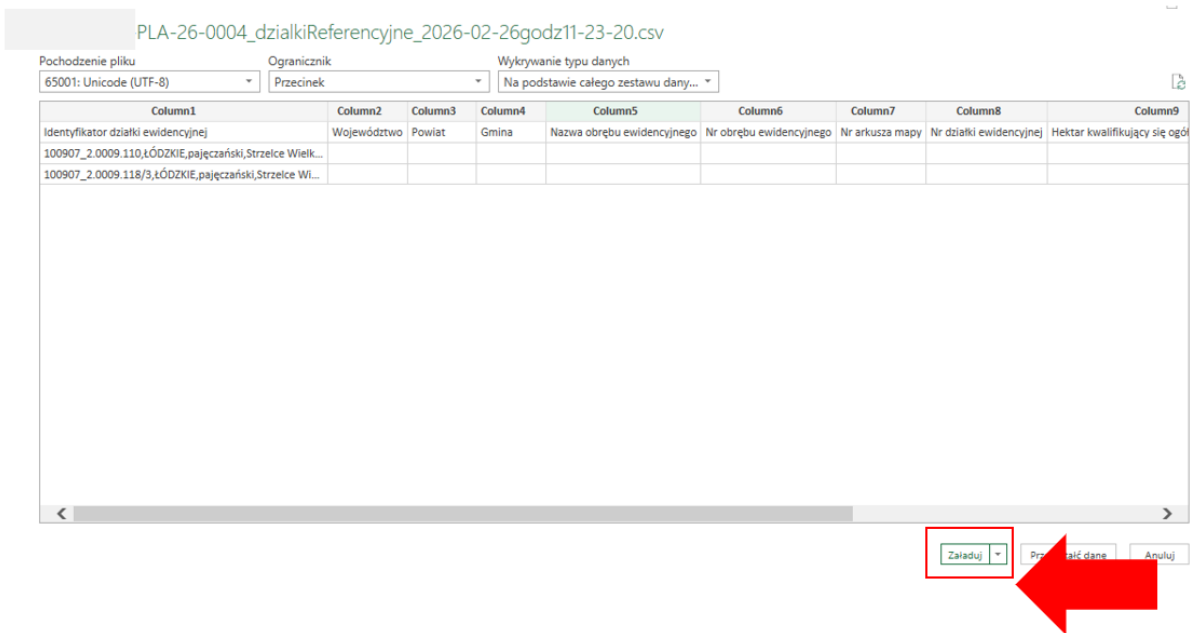 PLA-26-0004_dzialkiReferencyjne_2026-02-26godz11-23-20.csv
Pochodzenie pliku Ogranicznik Wykrywanie typu danych
65001: Unicode (UTF-8) Przecinek Na podstawie całego zestawu dany...
Column1 Column2 Column3 Column4 Column5 Column6 Column7 Column8 Column9
Identyfikator działki ewidencyjnej Województwo Powiat Gmina Nazwa obrębu ewidencyjnego Nr obrębu ewidencyjnego Nr arkusza mapy Nr działki ewidencyjnej Hektar kwalifikujący się ogół
100907_2.0009.110,ŁÓDZKIE,pajęczański,Strzelce Wielk...
100907_2.0009.118/3,ŁÓDZKIE,pajęczański,Strzelce Wi...
Załaduj dane Anuluj